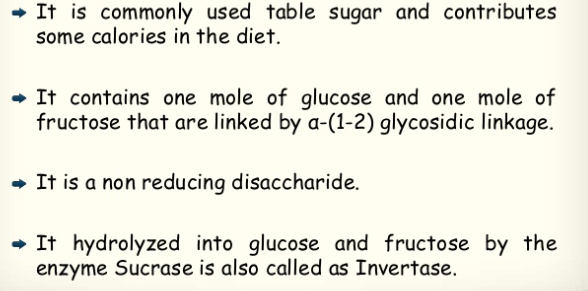 ➡ It is commonly used table sugar and contributes
some calories in the diet.
➡ It contains one mole of glucose and one mole of
fructose that are linked by α-(1-2) glycosidic linkage.
➡ It is a non reducing disaccharide.
➡ It hydrolyzed into glucose and fructose by the
enzyme Sucrase is also called as Invertase.